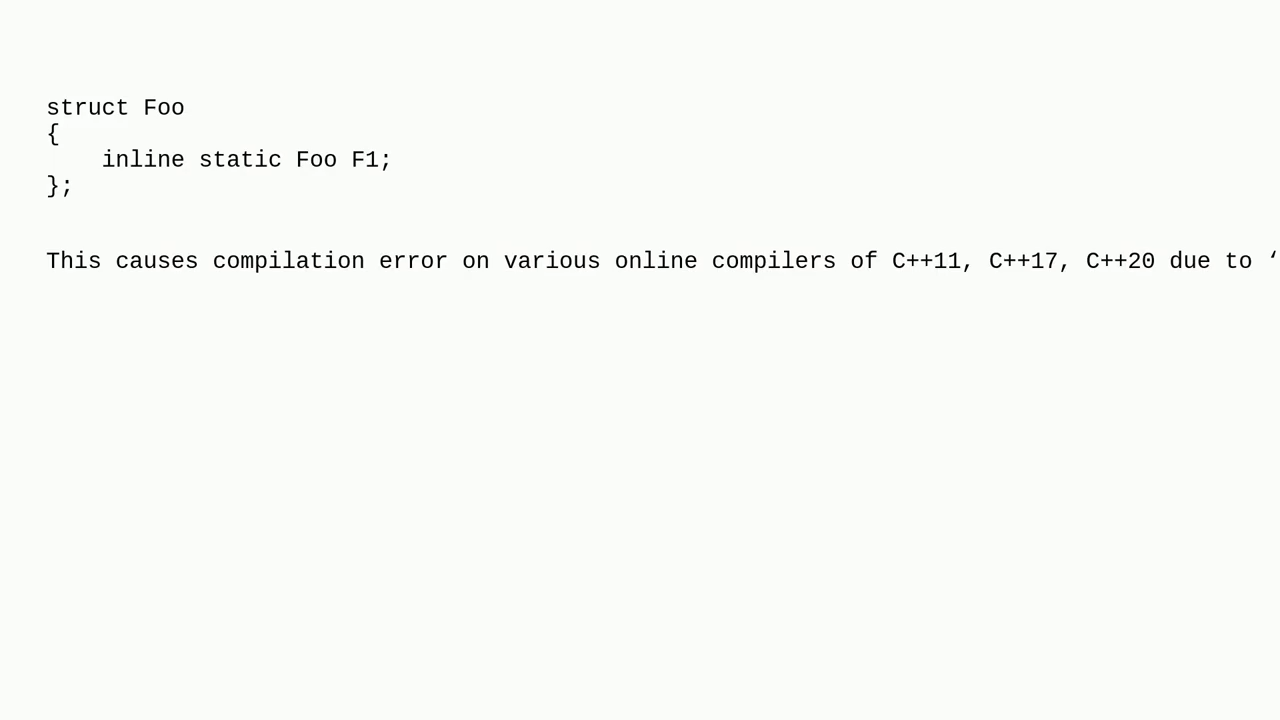 struct Foo
{
    inline static Foo F1;
};
This causes compilation error on various online compilers of C++11, C++17, C++20 due to ‘